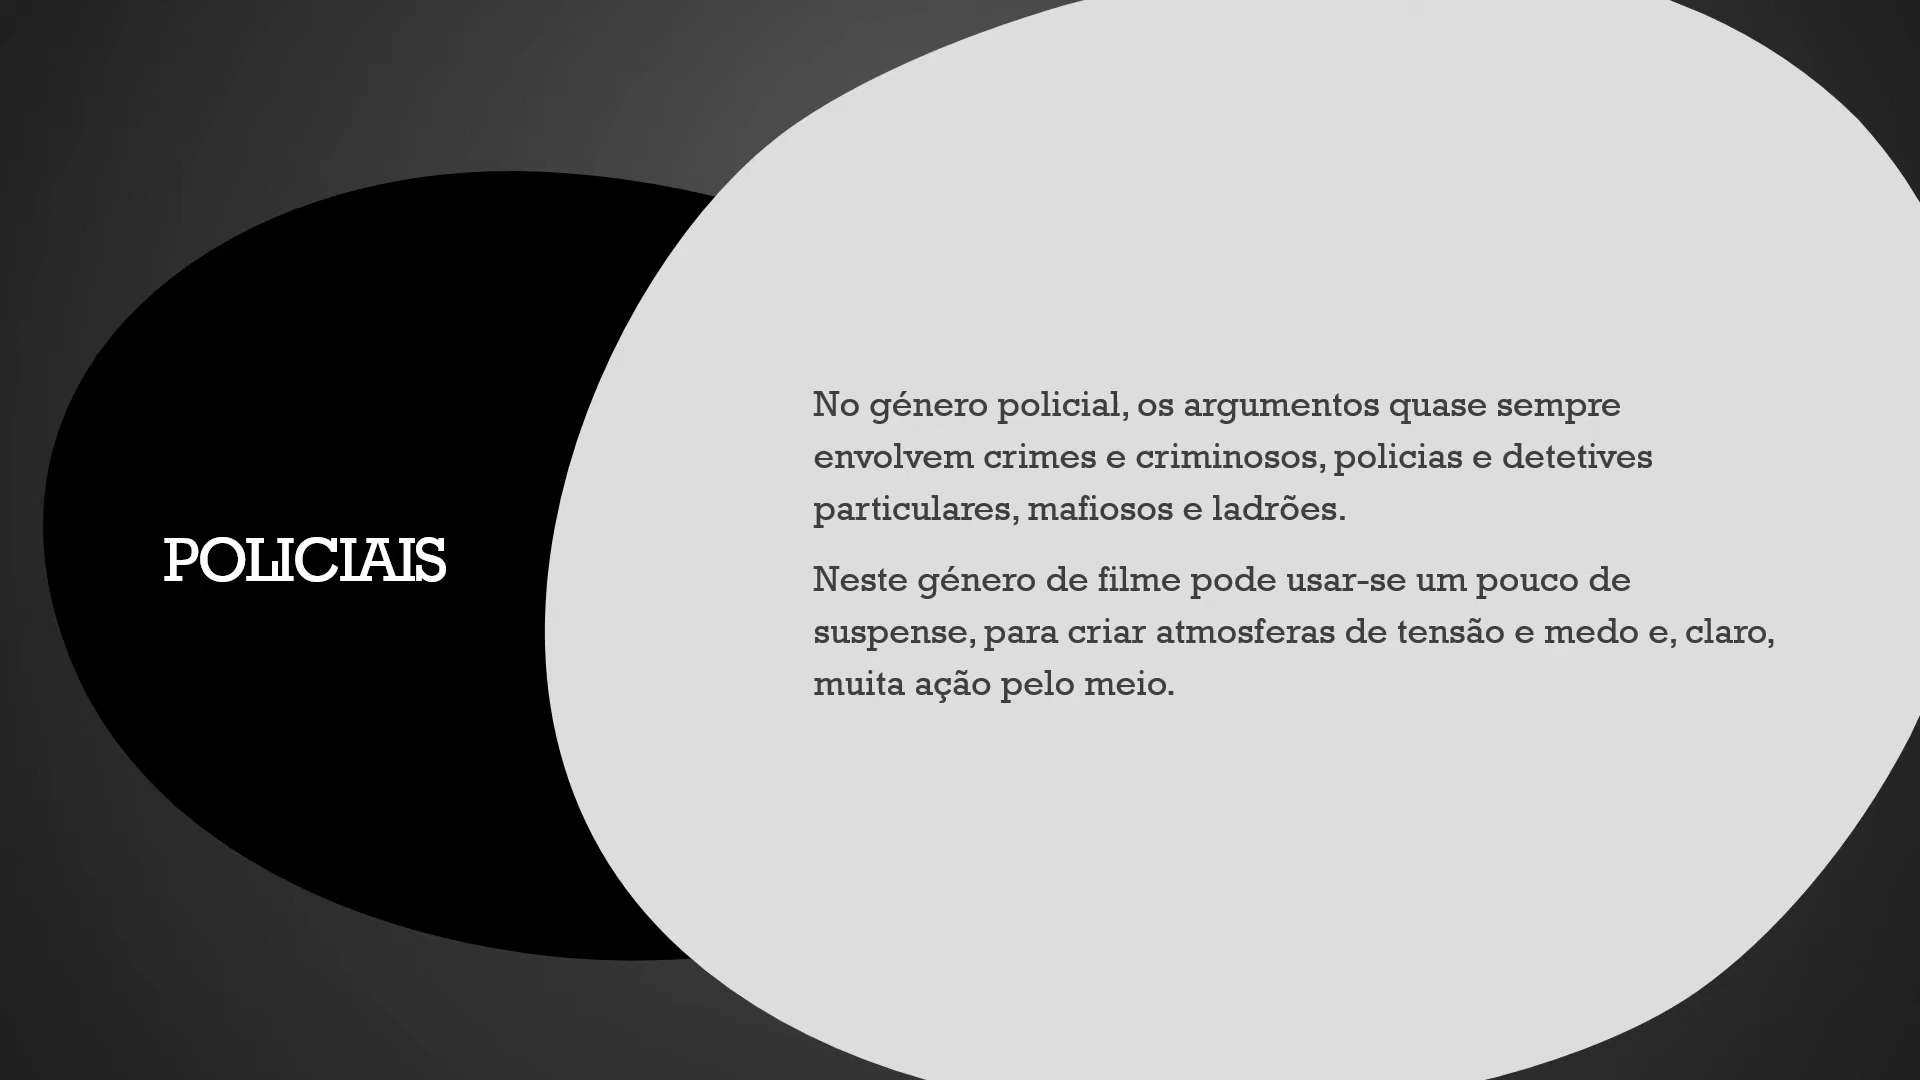 POLICIAIS
No género policial, os argumentos quase sempre
envolvem crimes e criminosos, policias e detetives
particulares, mafiosos e ladrões.
Neste género de filme pode usar-se um pouco de
suspense, para criar atmosferas de tensão e medo e, claro,
muita ação pelo meio.